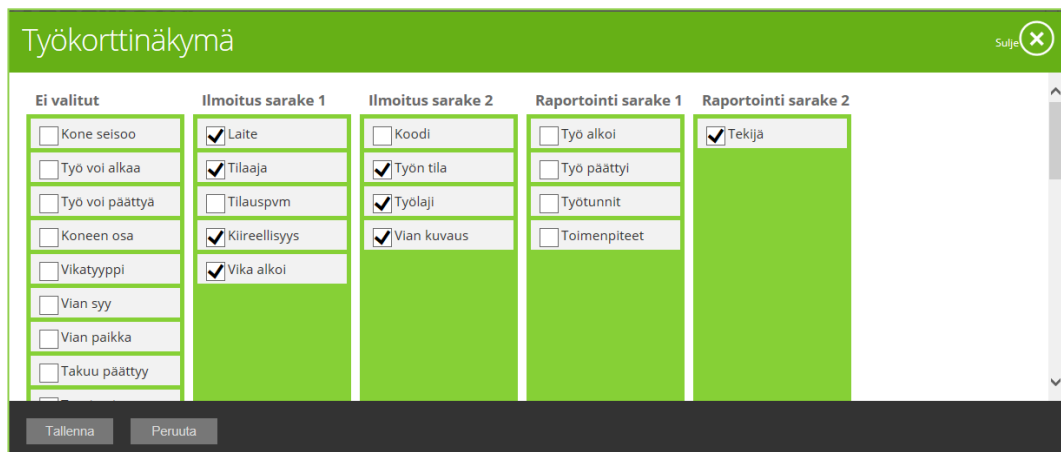 Työkorttinäkymä
Sulje
Ei valitut
Kone seisoo
Työ voi alkaa
Työ voi päättyä
Koneen osa
Vikatyyppi
Vian syy
Vian paikka
Takuu päättyy
Ilmoitus sarake 1
Laite
Tilaaja
Tilauspvm
Kiireellisyys
Vika alkoi
Ilmoitus sarake 2
Koodi
Työn tila
Työlaji
Vian kuvaus
Raportointi sarake 1
Työ alkoi
Työ päättyi
Työtunnit
Toimenpiteet
Raportointi sarake 2
Tekijä
Tallenna
Peruuta